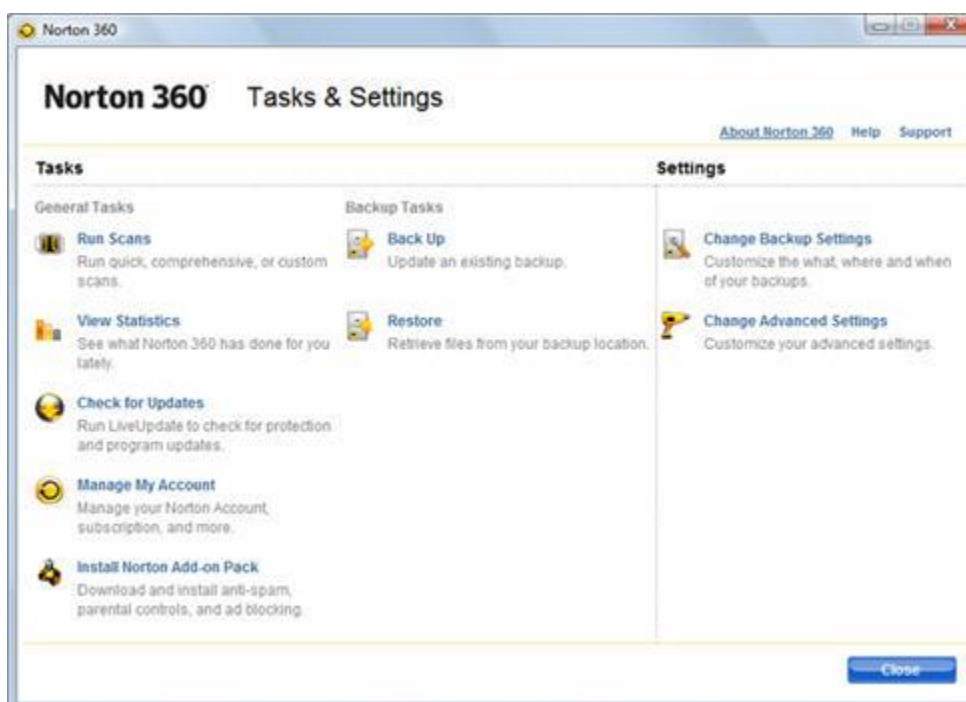 Norton 360
Norton 360 Tasks & Settings
About Norton 360 Help Support
Tasks
General Tasks
Run Scans
Run quick, comprehensive, or custom
scans.
View Statistics
See what Norton 360 has done for you
lately.
Check for Updates
Run LiveUpdate to check for protection
and program updates.
Manage My Account
Manage your Norton Account,
subscription, and more.
Install Norton Add-on Pack
Download and install anti-spam,
parental controls, and ad blocking.
Backup Tasks
Back Up
Update an existing backup.
Restore
Retrieve files from your backup location.
Settings
Change Backup Settings
Customize the what, where and when
of your backups.
Change Advanced Settings
Customize your advanced settings.
Close